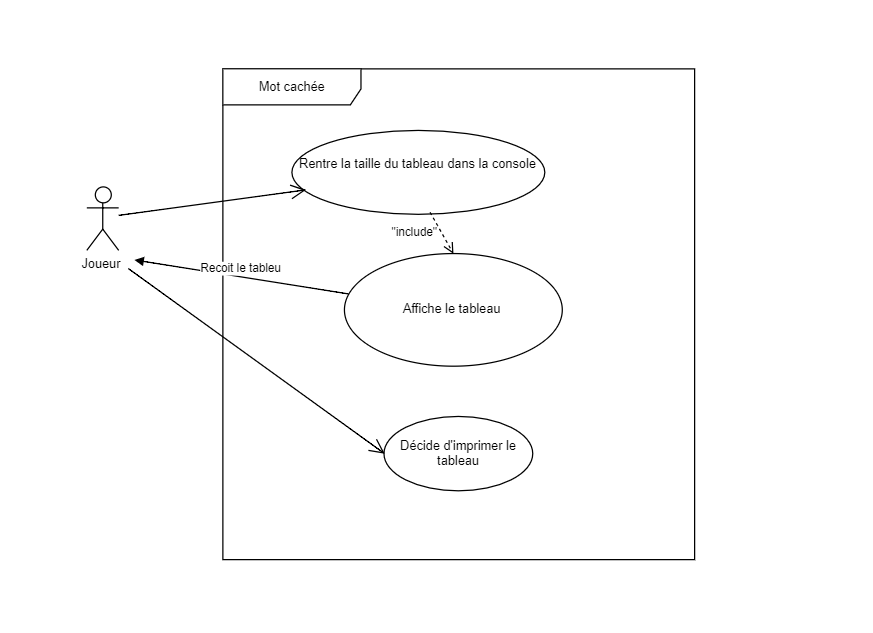 Mot cachée
Rentre la taille du tableau dans la console
"include"
Joueur
Recoit le tableu
Affiche le tableau
Décide d'imprimer le
tableau